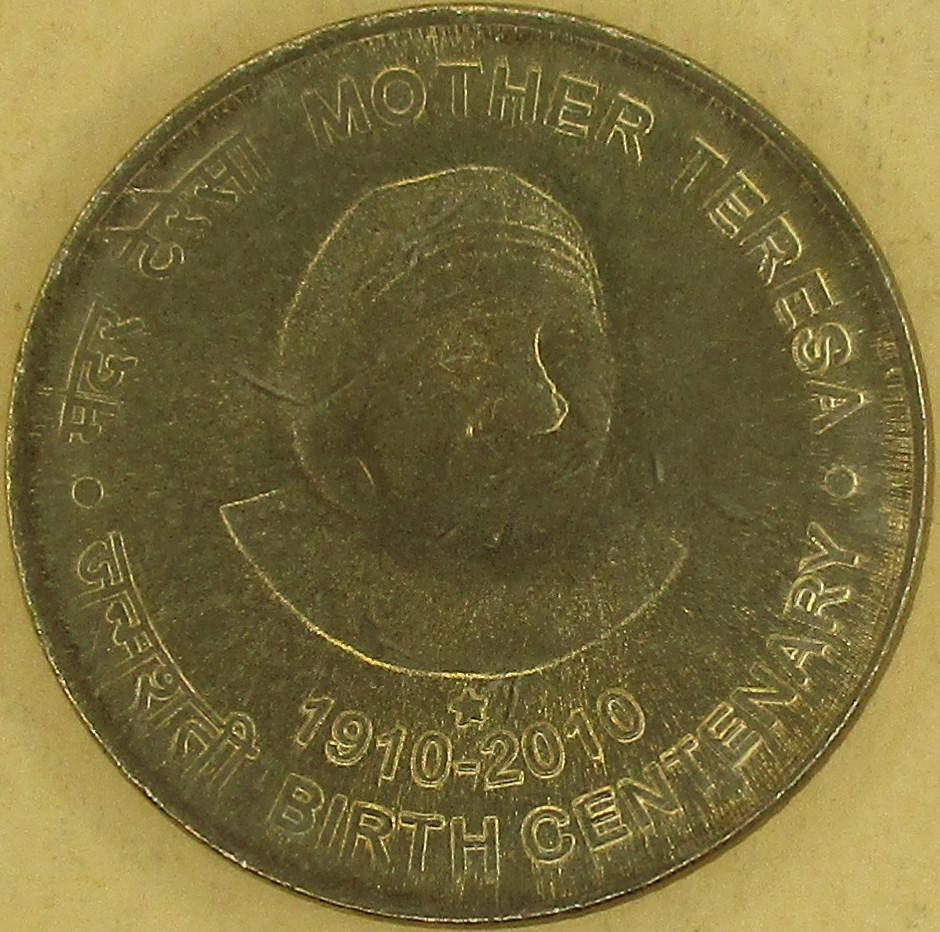 मदर टेरेसा MOTHER TERESA
1910-2010
जन्मशती BIRTH CENTENARY